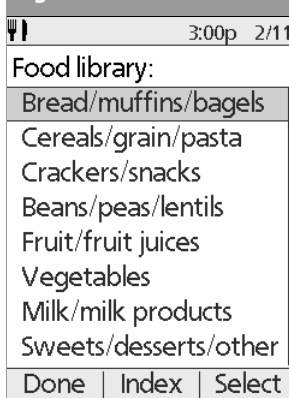 3:00p 2/11
Food library:
Bread/muffins/bagels
Cereals/grain/pasta
Crackers/snacks
Beans/peas/lentils
Fruit/fruit juices
Vegetables
Milk/milk products
Sweets/desserts/other
Done | Index | Select